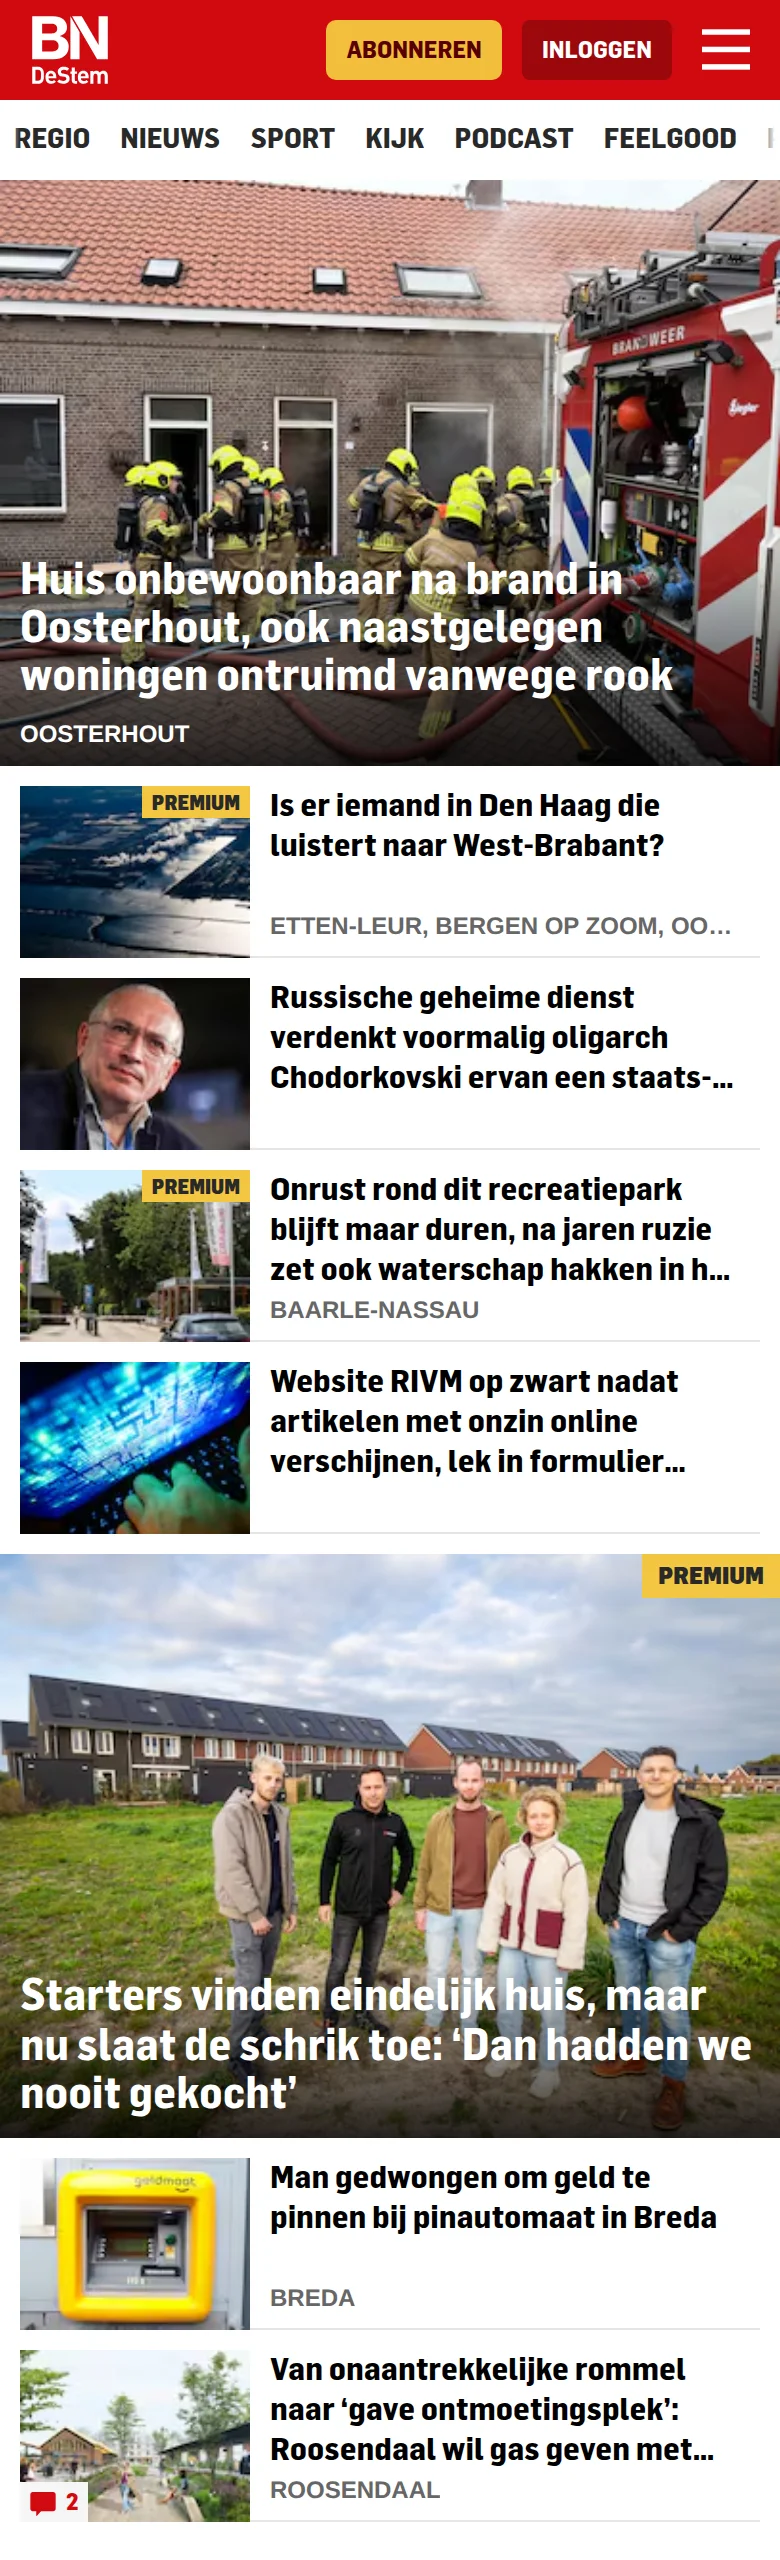 BN
DeStem
ABONNEREN
INLOGGEN
REGIO NIEUWS SPORT KIJK PODCAST FEELGOOD
BRANDWEER
Ziegler
Huis onbewoonbaar na brand in
Oosterhout, ook naastgelegen
woningen ontruimd vanwege rook
OOSTERHOUT
PREMIUM
Is er iemand in Den Haag die
luistert naar West-Brabant?
ETTEN-LEUR, BERGEN OP ZOOM, OO...
Russische geheime dienst
verdenkt voormalig oligarch
Chodorkovski ervan een staats-...
PREMIUM
Onrust rond dit recreatiepark
blijft maar duren, na jaren ruzie
zet ook waterschap hakken in h...
BAARLE-NASSAU
Website RIVM op zwart nadat
artikelen met onzin online
verschijnen, lek in formulier...
PREMIUM
Starters vinden eindelijk huis, maar
nu slaat de schrik toe: ‘Dan hadden we
nooit gekocht’
geldmaat
Man gedwongen om geld te
pinnen bij pinautomaat in Breda
BREDA
Van onaantrekkelijke rommel
naar ‘gave ontmoetingsplek’:
Roosendaal wil gas geven met...
ROOSENDAAL
2